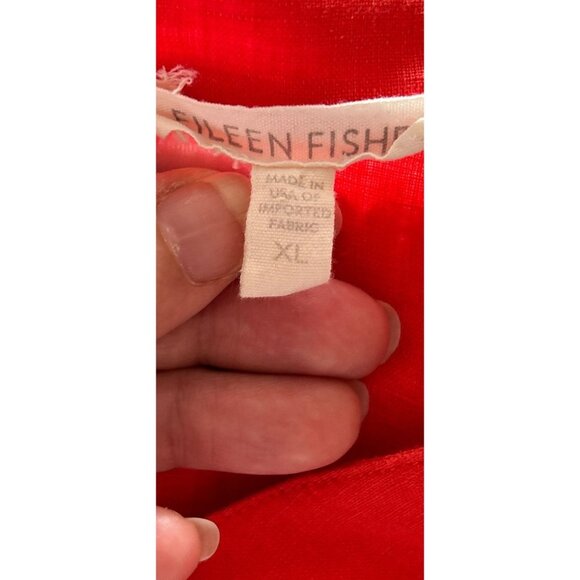 EILEEN FISHE
MADE IN
USA OF
IMPORTED
FABRIC
XL